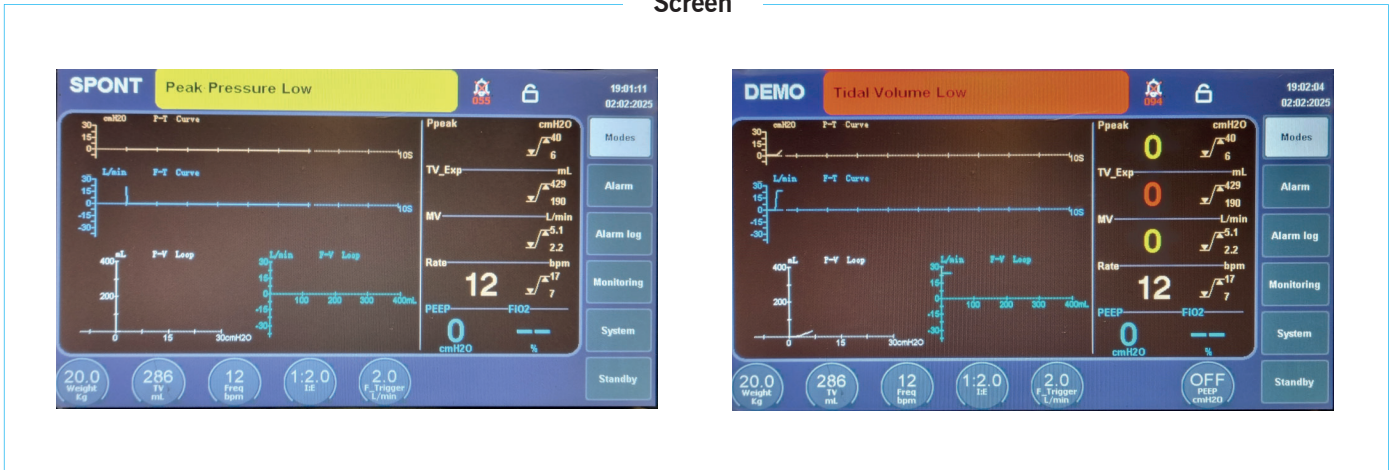 Screen
SPONT
Peak Pressure Low
055
19:01:11
02:02:2025
cmH2O P-T Curve
30
15
0
10S
L/min F-T Curve
30
15
0
-15
-30
10S
mL P-V Loop
400
200
0 15 30cmH2O
L/min F-V Loop
30
15
0
-15
-30
100 200 300 400mL
Ppeak cmH2O
40
6
TV_Exp mL
429
190
MV L/min
5.1
2.2
Rate bpm
12
17
7
PEEP FIO2
0 --
cmH2O %
Modes
Alarm
Alarm log
Monitoring
System
Standby
20.0 Weight Kg
286 TV mL
12 Freq bpm
1:2.0 I:E
2.0 F_Trigger L/min
DEMO
Tidal Volume Low
094
19:02:04
02:02:2025
cmH2O P-T Curve
30
15
0
10S
L/min F-T Curve
30
15
0
-15
-30
10S
mL P-V Loop
400
200
0 15 30cmH2O
L/min F-V Loop
30
15
0
-15
-30
100 200 300 400mL
Ppeak cmH2O
0
40
6
TV_Exp mL
0
429
190
MV L/min
0
5.1
2.2
Rate bpm
12
17
7
PEEP FIO2
0 --
cmH2O %
Modes
Alarm
Alarm log
Monitoring
System
Standby
20.0 Weight Kg
286 TV mL
12 Freq bpm
1:2.0 I:E
2.0 F_Trigger L/min
OFF PEEP cmH2O